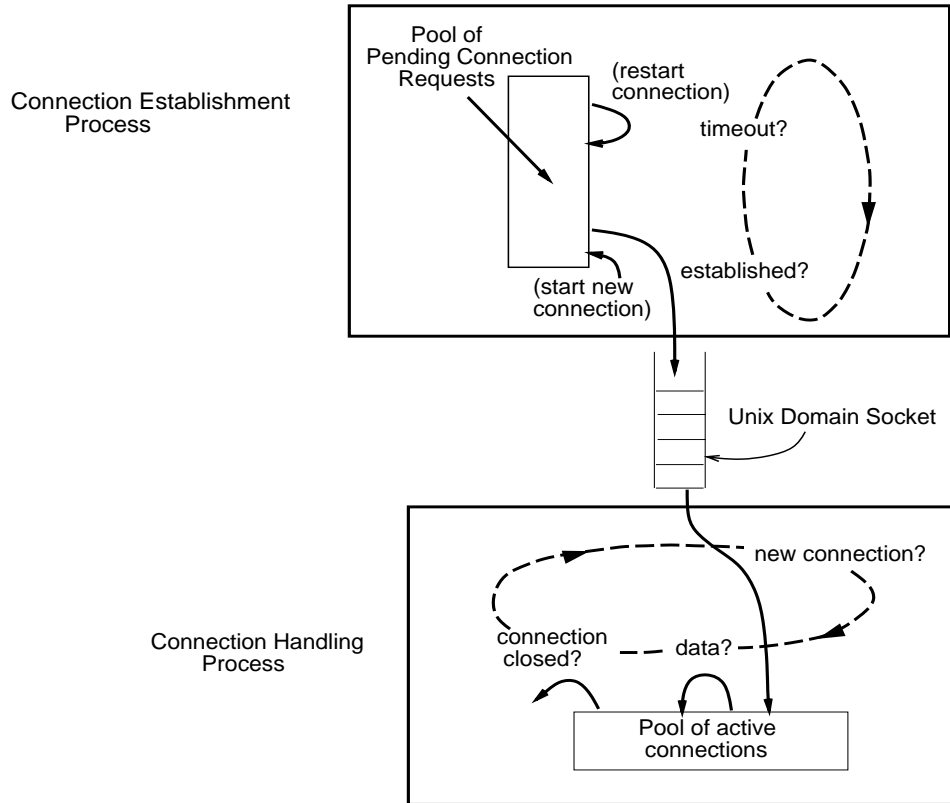 Pool of
Pending Connection
Requests
(restart
connection)
Connection Establishment
Process
timeout?
established?
(start new
connection)
Unix Domain Socket
new connection?
Connection Handling
Process
connection
closed?
data?
Pool of active
connections